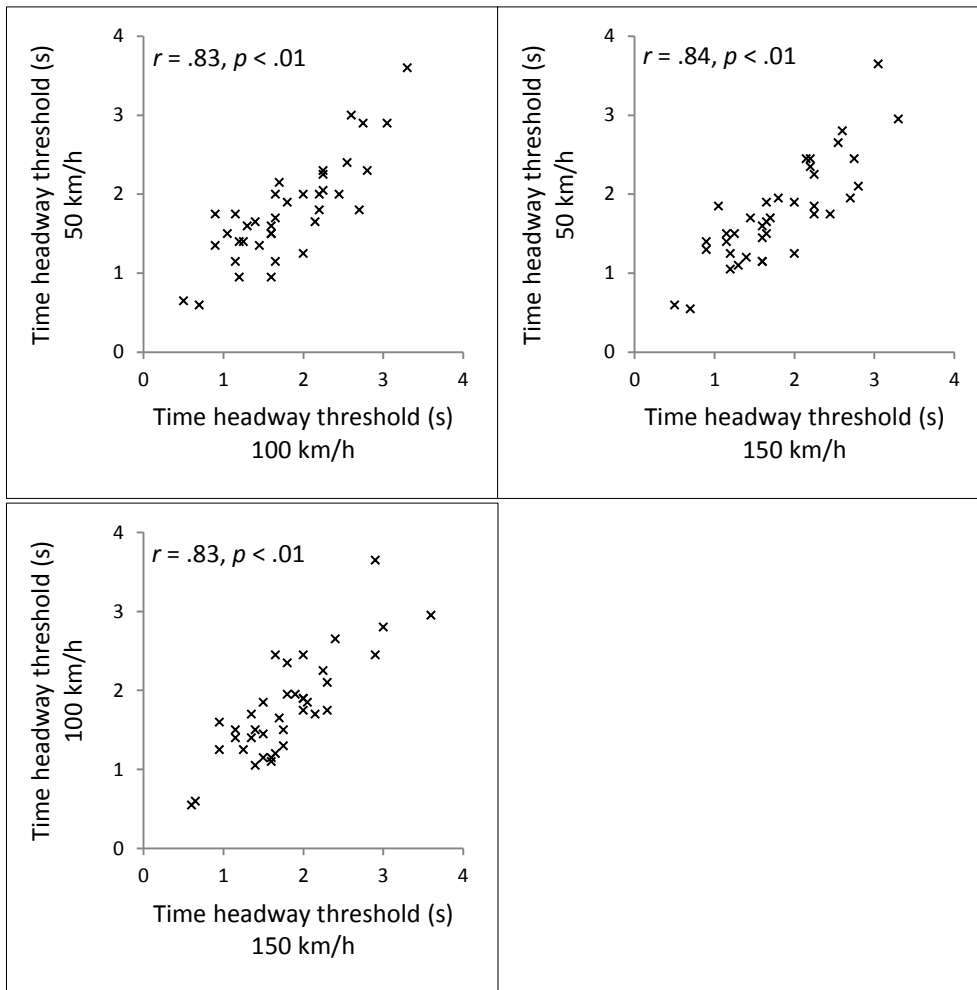 r = .83, p < .01
Time headway threshold (s)
50 km/h
4
3
2
1
0
0 1 2 3 4
Time headway threshold (s)
100 km/h
r = .84, p < .01
Time headway threshold (s)
50 km/h
4
3
2
1
0
0 1 2 3 4
Time headway threshold (s)
150 km/h
r = .83, p < .01
Time headway threshold (s)
100 km/h
4
3
2
1
0
0 1 2 3 4
Time headway threshold (s)
150 km/h